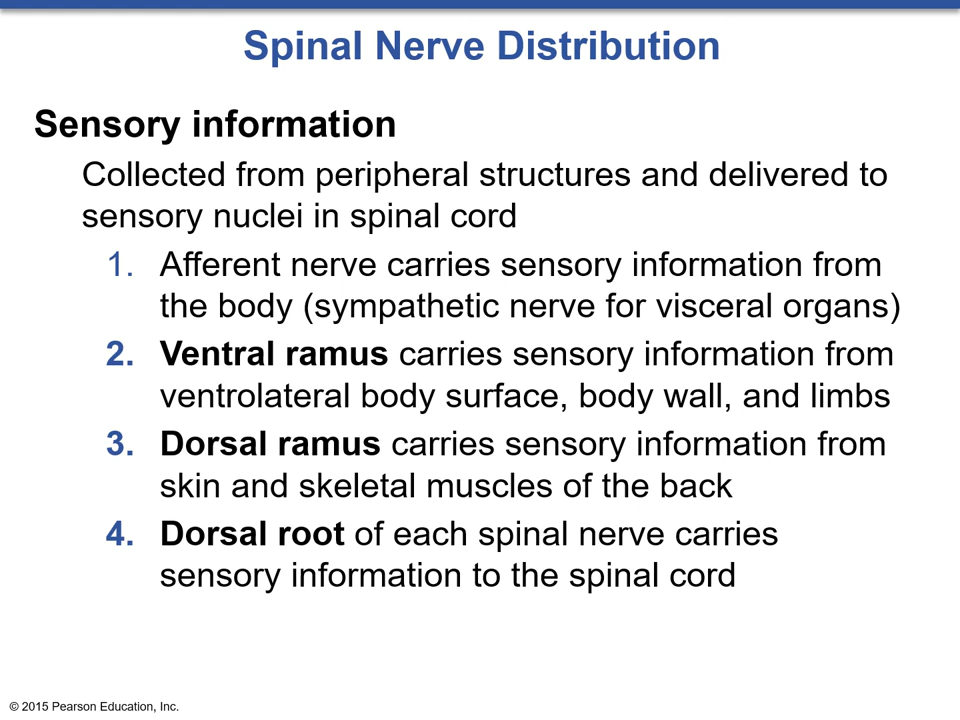 Spinal Nerve Distribution
Sensory information
Collected from peripheral structures and delivered to
sensory nuclei in spinal cord
1. Afferent nerve carries sensory information from
the body (sympathetic nerve for visceral organs)
2. Ventral ramus carries sensory information from
ventrolateral body surface, body wall, and limbs
3. Dorsal ramus carries sensory information from
skin and skeletal muscles of the back
4. Dorsal root of each spinal nerve carries
sensory information to the spinal cord
© 2015 Pearson Education, Inc.